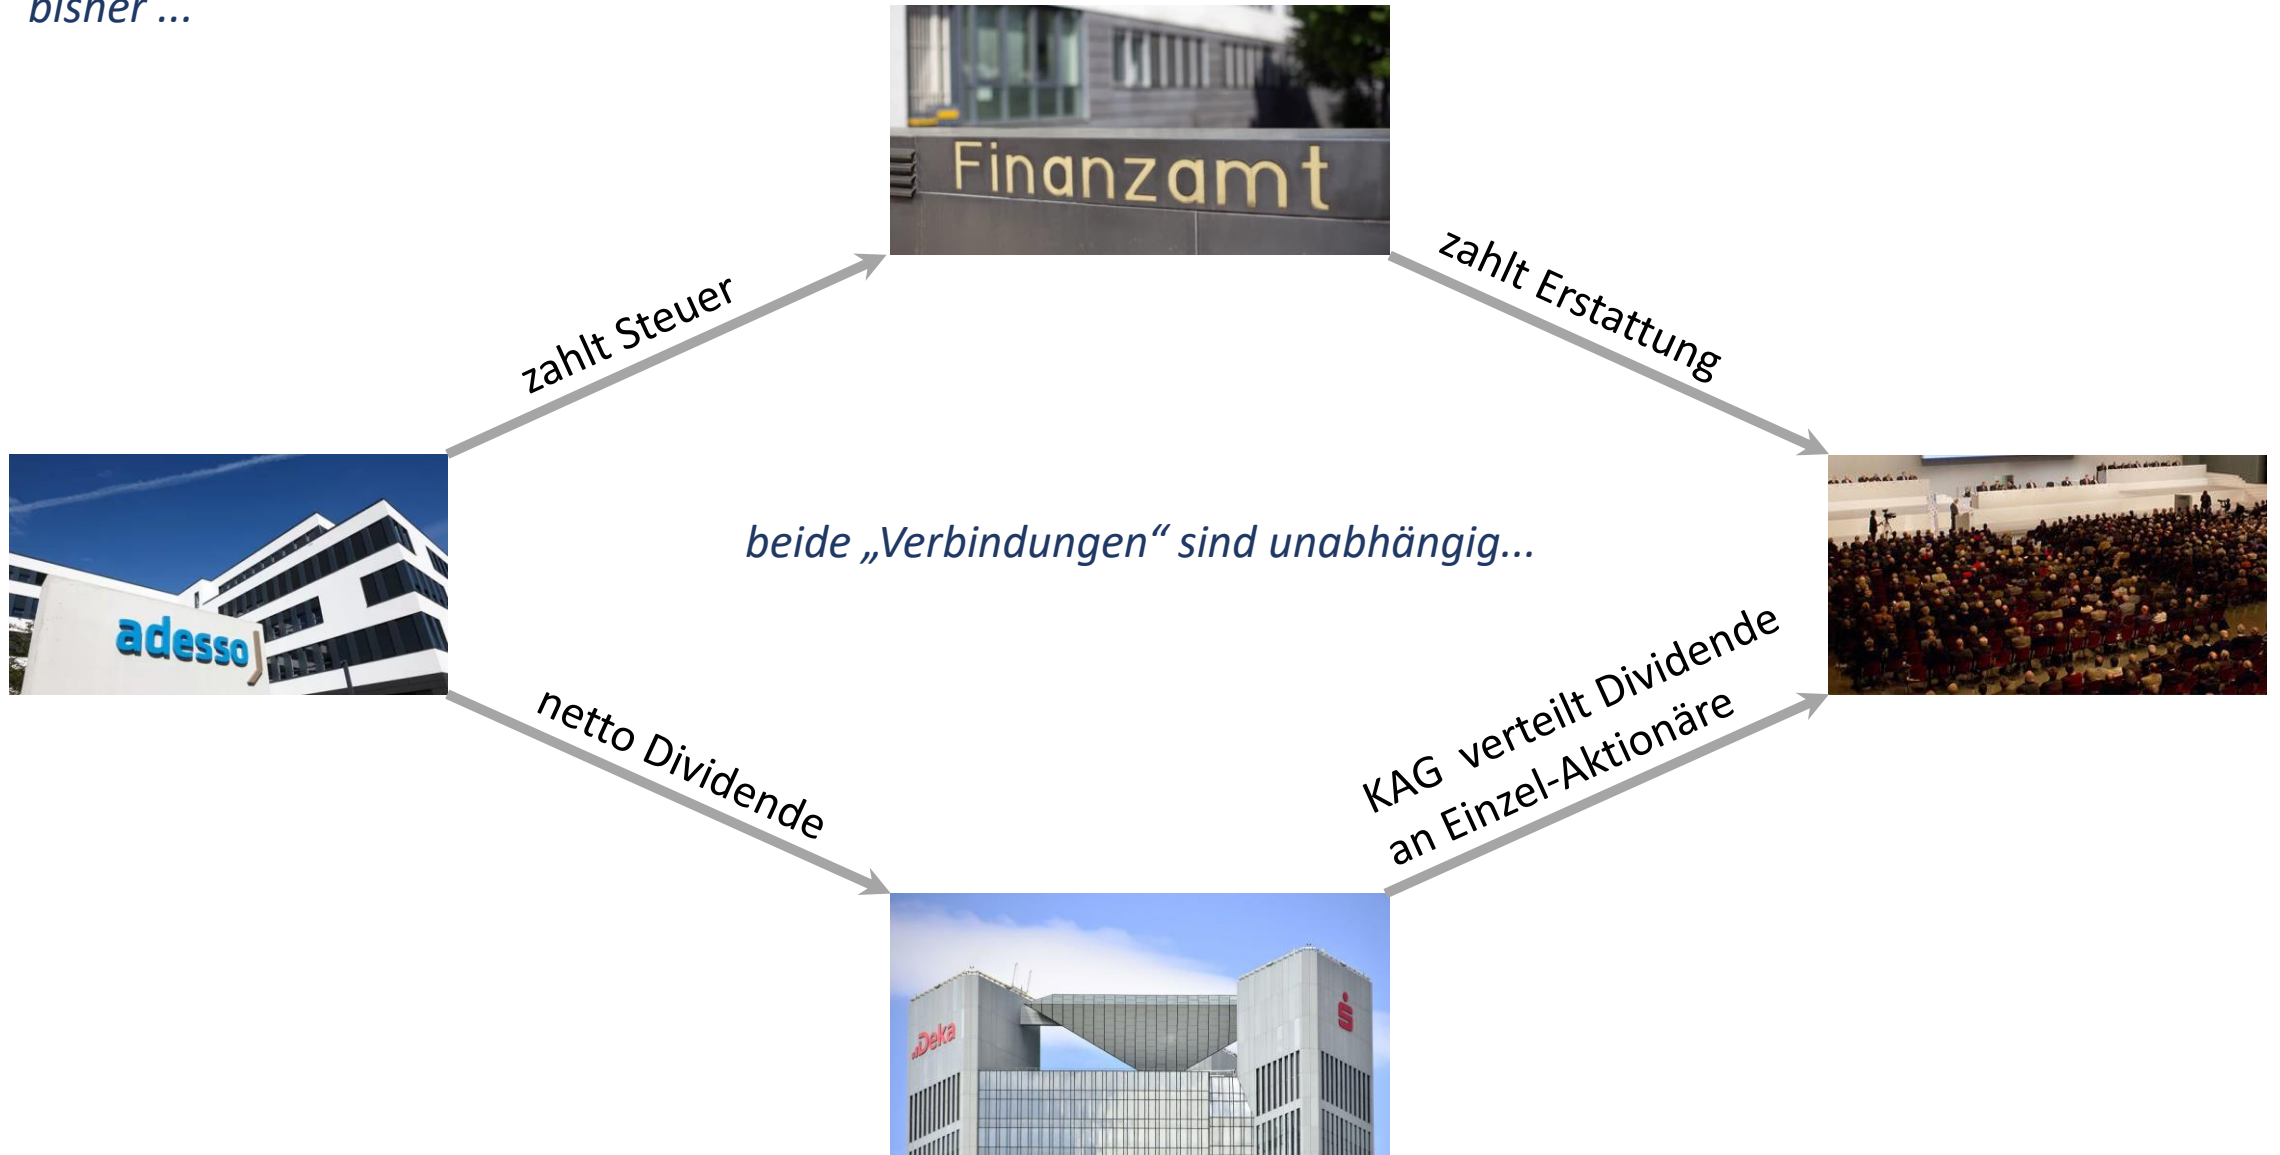 bisher ...
Finanzamt
zahlt Steuer
zahlt Erstattung
adesso
beide „Verbindungen“ sind unabhängig...
netto Dividende
KAG verteilt Dividende
an Einzel-Aktionäre
Deka